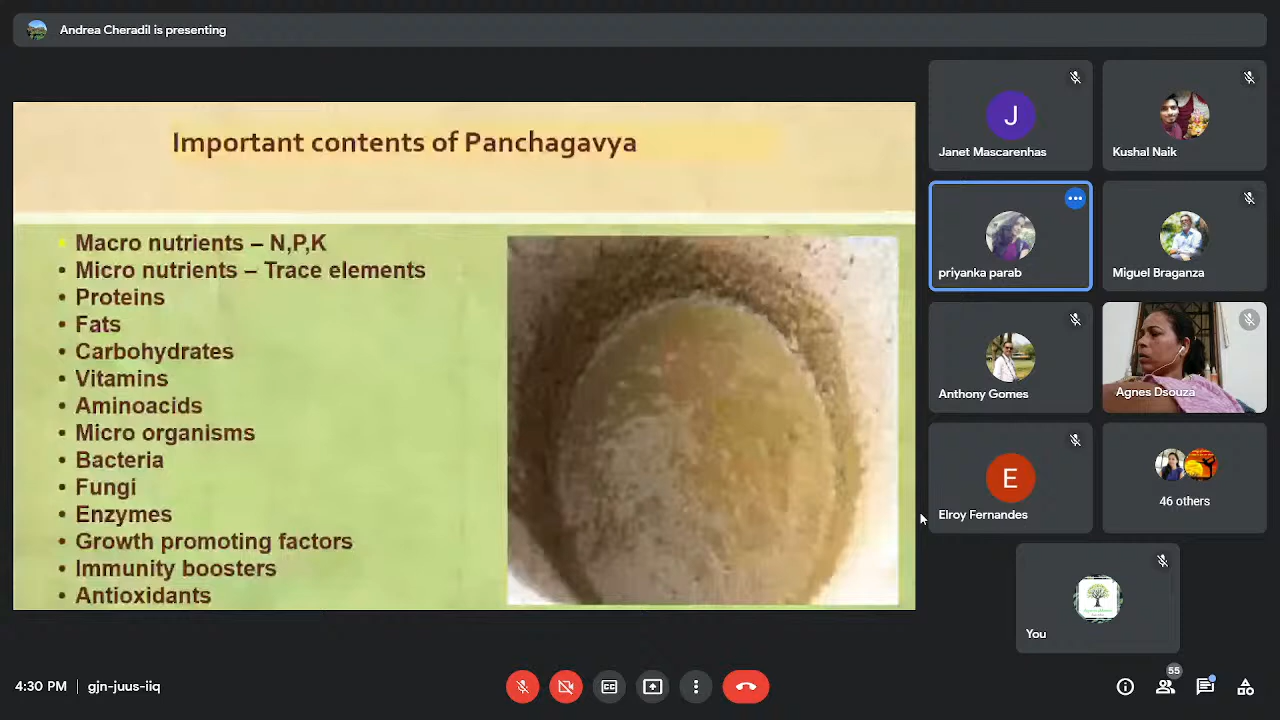 Andrea Cheradil is presenting
Important contents of Panchagavya
• Macro nutrients – N,P,K
• Micro nutrients – Trace elements
• Proteins
• Fats
• Carbohydrates
• Vitamins
• Aminoacids
• Micro organisms
• Bacteria
• Fungi
• Enzymes
• Growth promoting factors
• Immunity boosters
• Antioxidants
J
Janet Mascarenhas
Kushal Naik
priyanka parab
Miguel Braganza
Anthony Gomes
Agnes Dsouza
E
Elroy Fernandes
46 others
You
4:30 PM | gjn-juus-iiq
CC
55